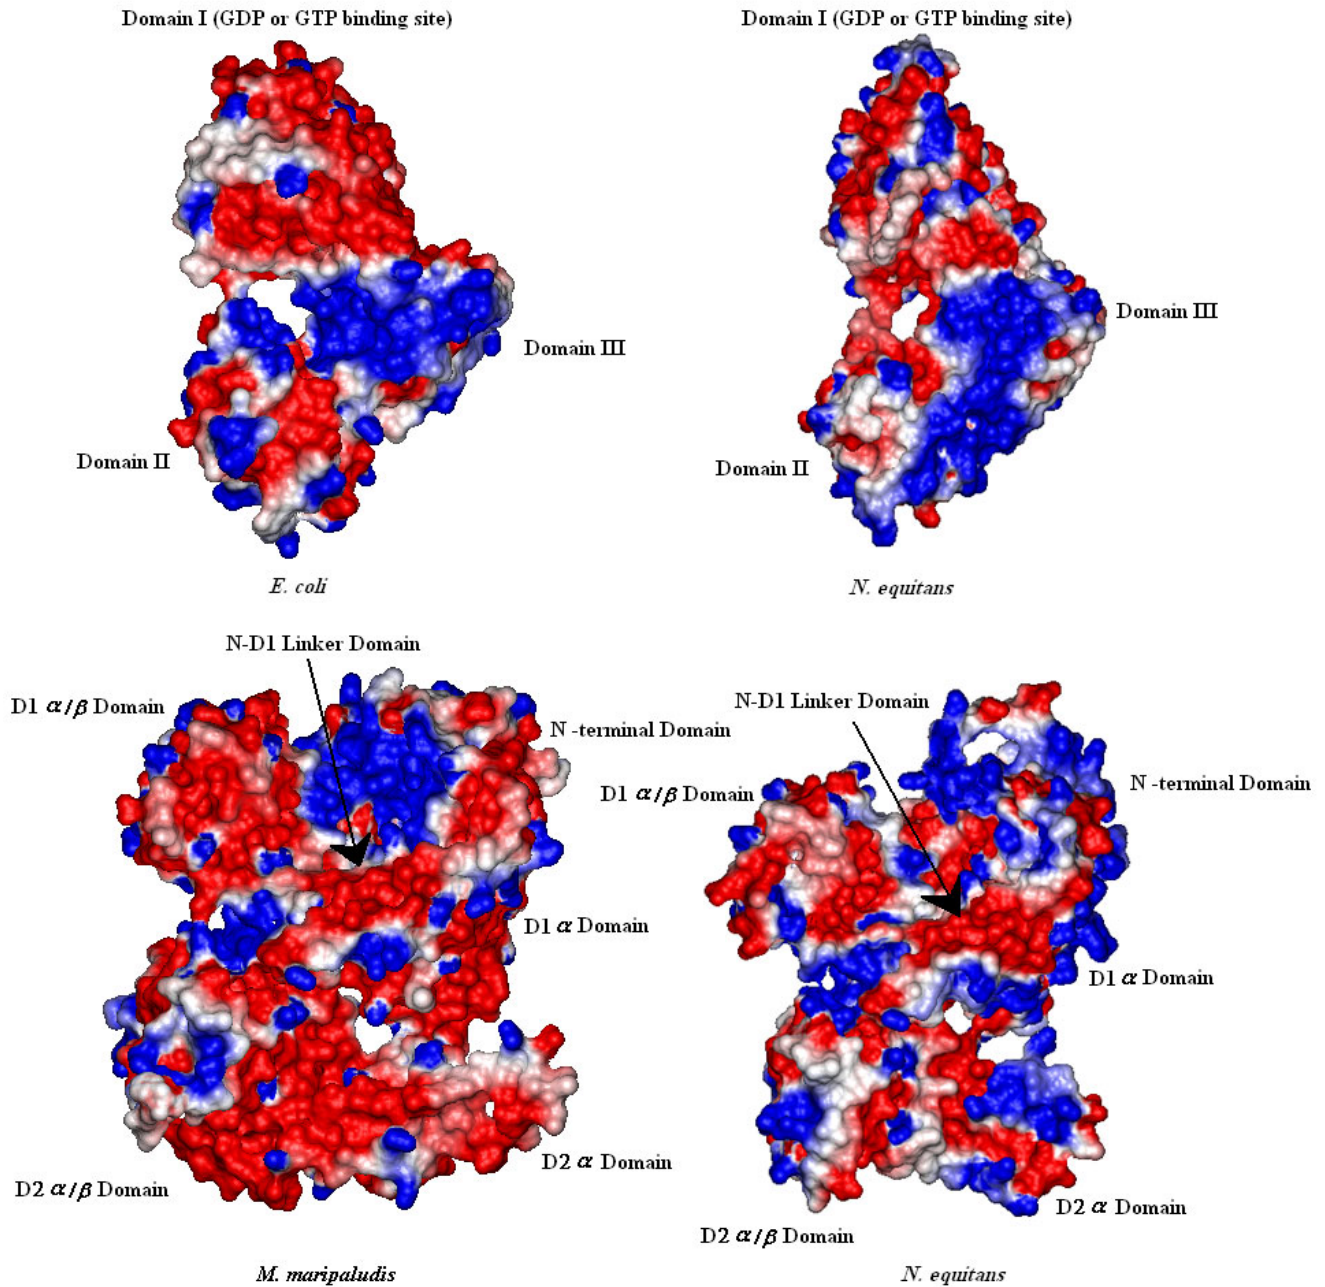 Domain I (GDP or GTP binding site)
Domain I (GDP or GTP binding site)
Domain III
Domain III
Domain II
Domain II
E. coli
N. equitans
N-D1 Linker Domain
N-D1 Linker Domain
D1 α/β Domain
N -terminal Domain
D1 α/β Domain
N -terminal Domain
D1 α Domain
D1 α Domain
D2 α Domain
D2 α/β Domain
D2 α Domain
D2 α/β Domain
M. maripaludis
N. equitans